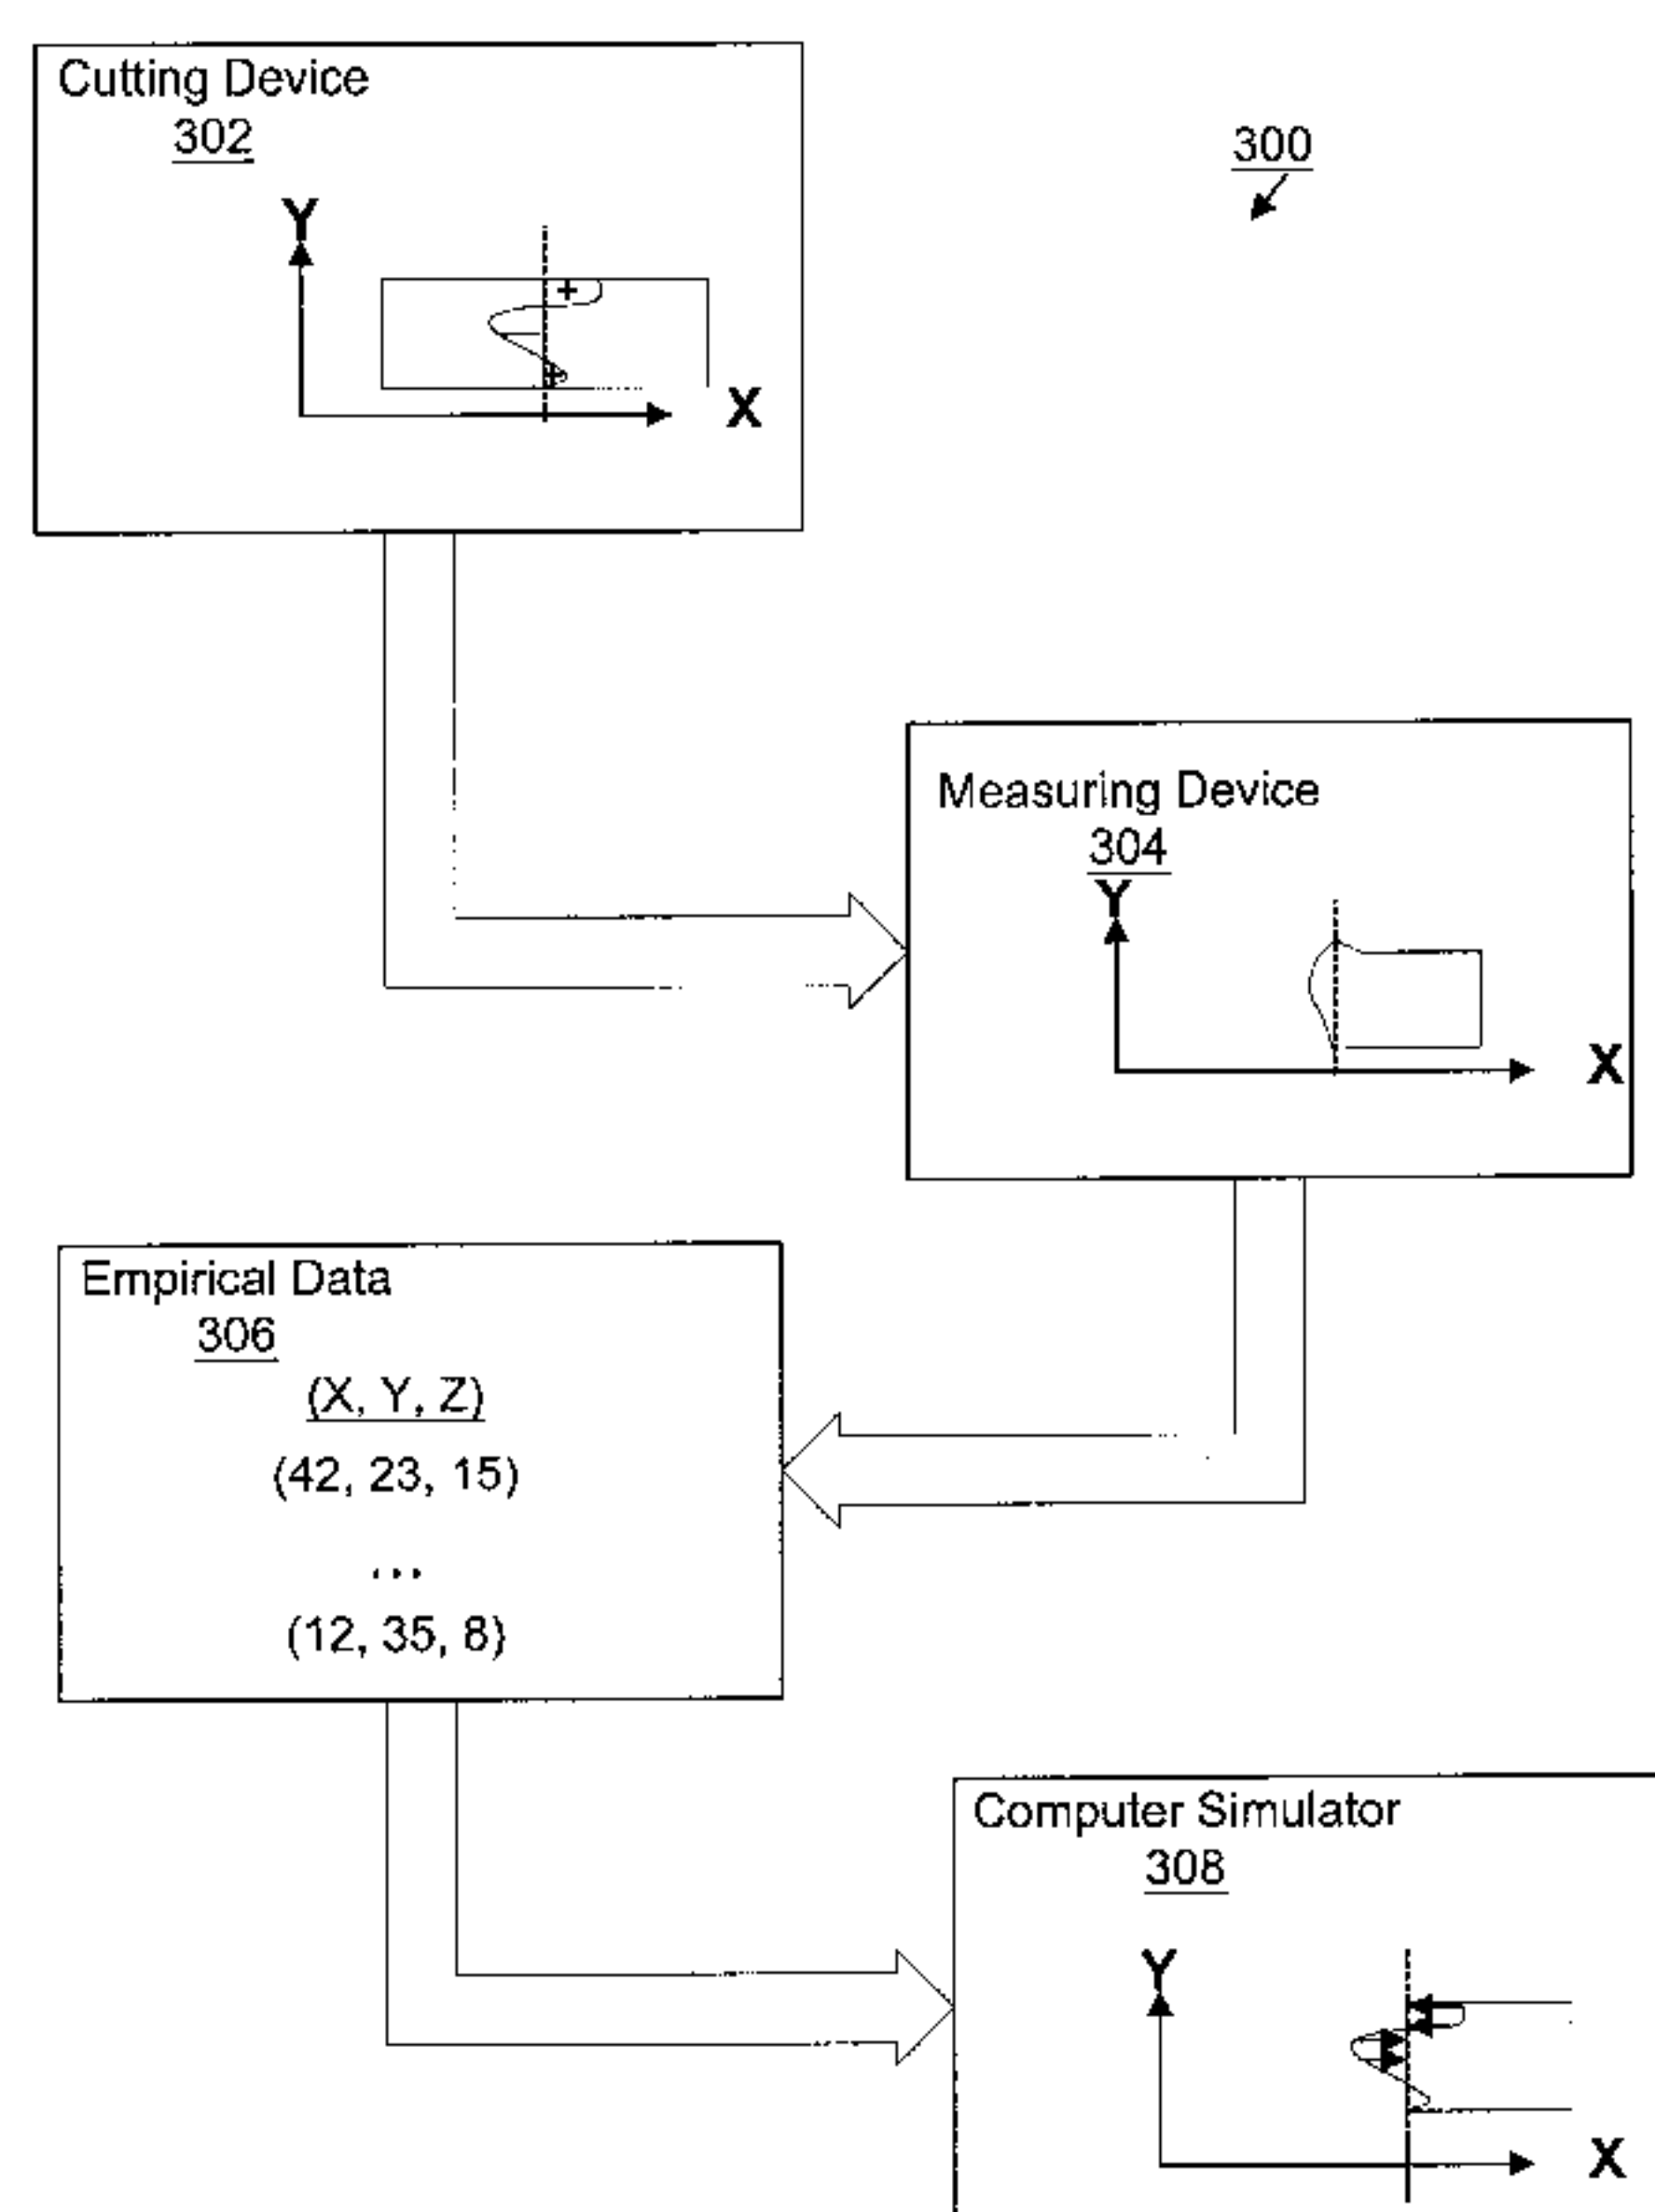 Cutting Device
302
Y
X
300
Measuring Device
304
Y
X
Empirical Data
306
(X, Y, Z)
(42, 23, 15)
...
(12, 35, 8)
Computer Simulator
308
Y
X